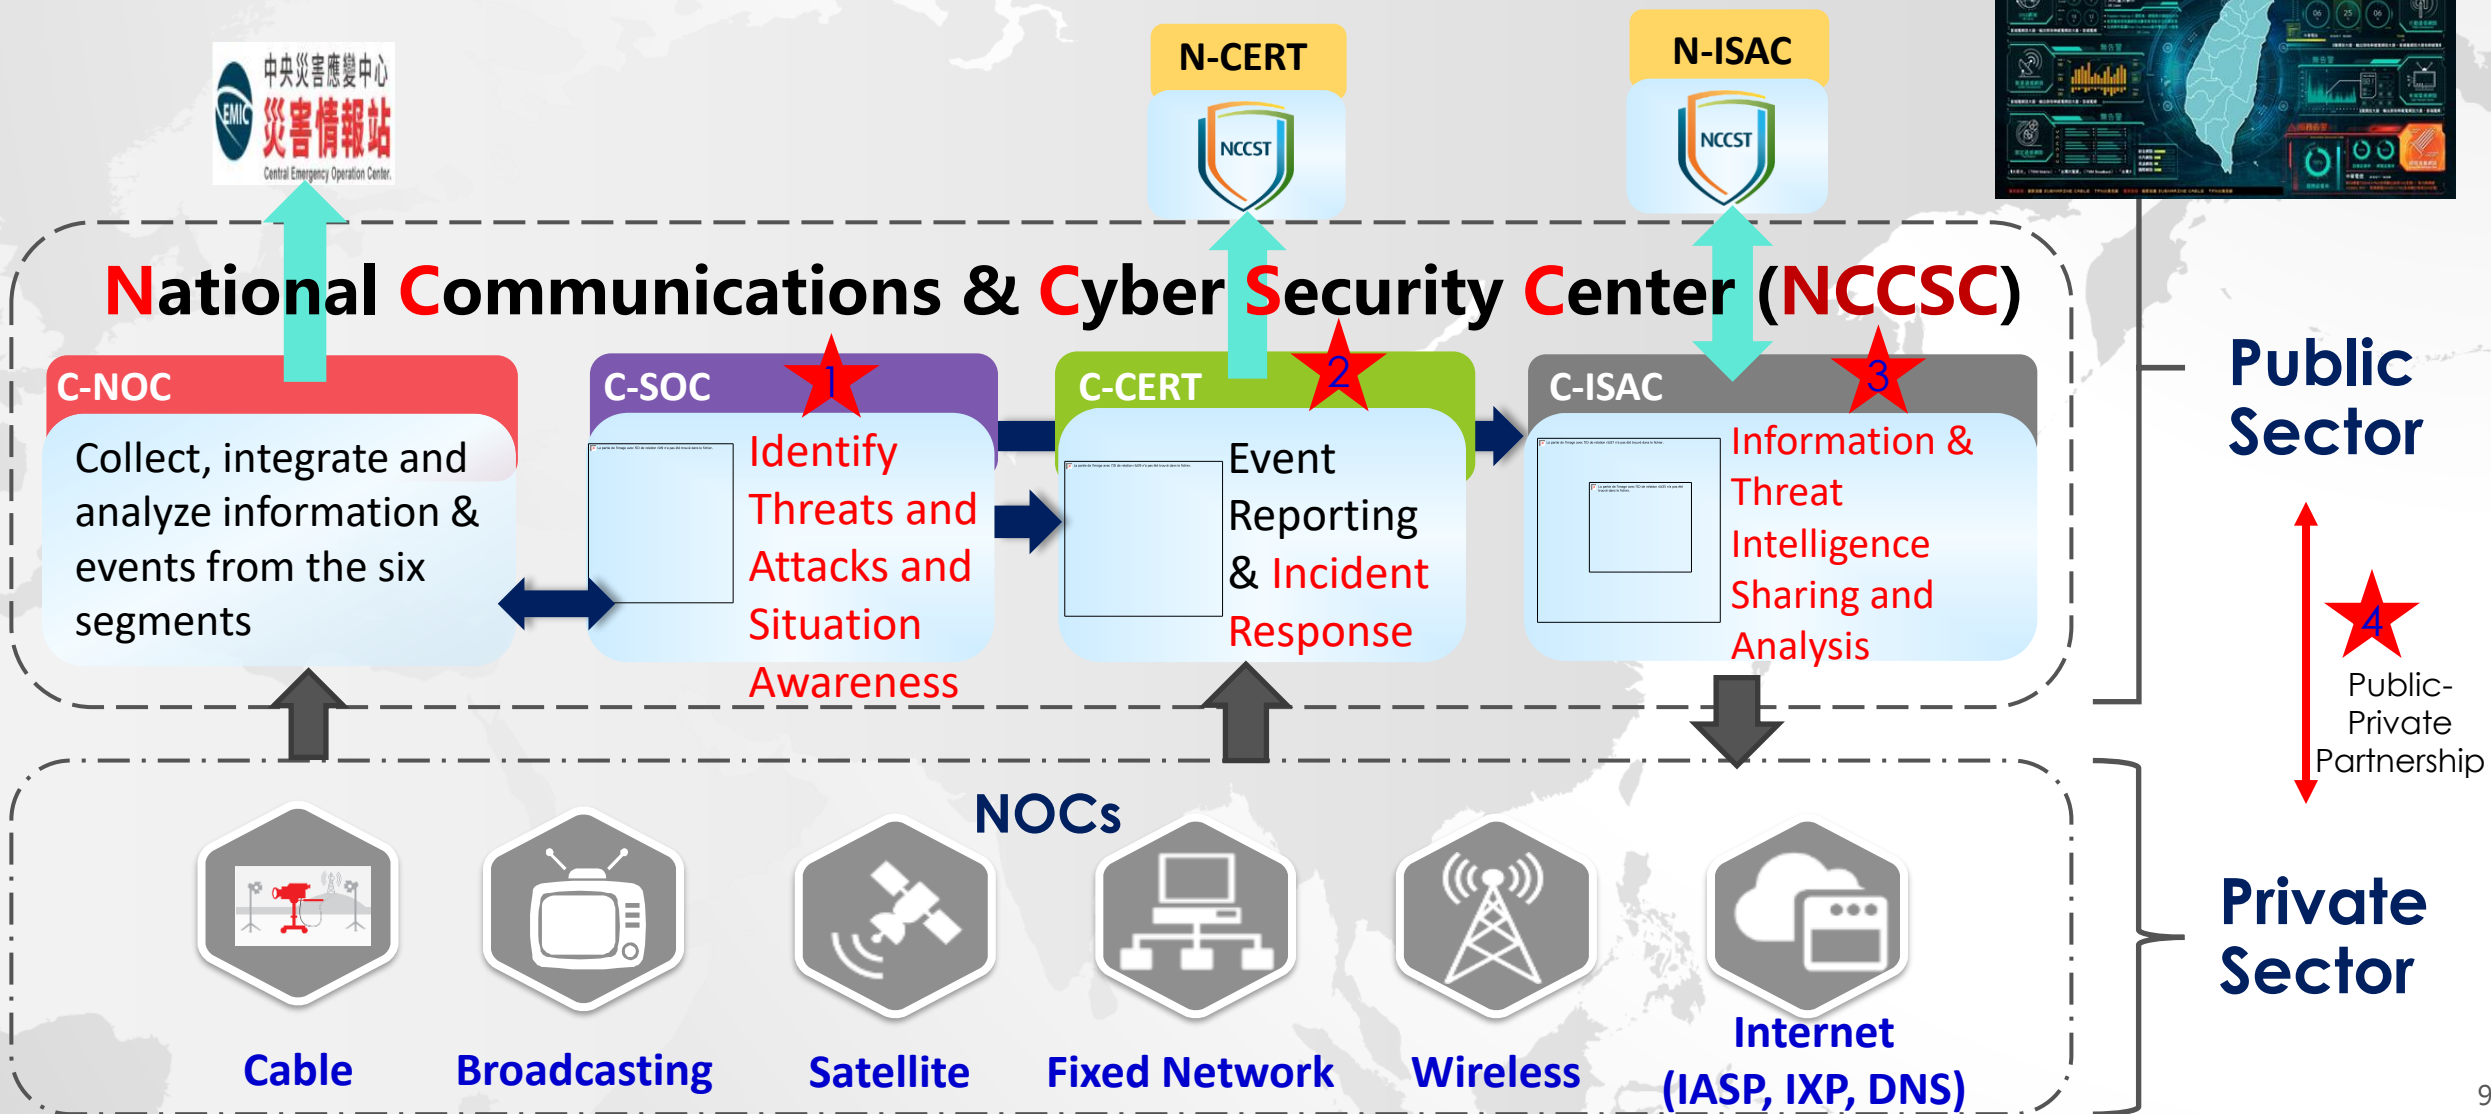 中央災害應變中心
EMIC
災害情報站
Central Emergency Operation Center.
N-CERT
NCCST
N-ISAC
NCCST
National Communications & Cyber Security Center (NCCSC)
C-NOC
Collect, integrate and
analyze information &
events from the six
segments
C-SOC
1
Identify
Threats and
Attacks and
Situation
Awareness
C-CERT
2
Event
Reporting
& Incident
Response
C-ISAC
3
Information &
Threat
Intelligence
Sharing and
Analysis
Public
Sector
4
Public-
Private
Partnership
NOCs
Cable
Broadcasting
Satellite
Fixed Network
Wireless
Internet
(IASP, IXP, DNS)
Private
Sector
9